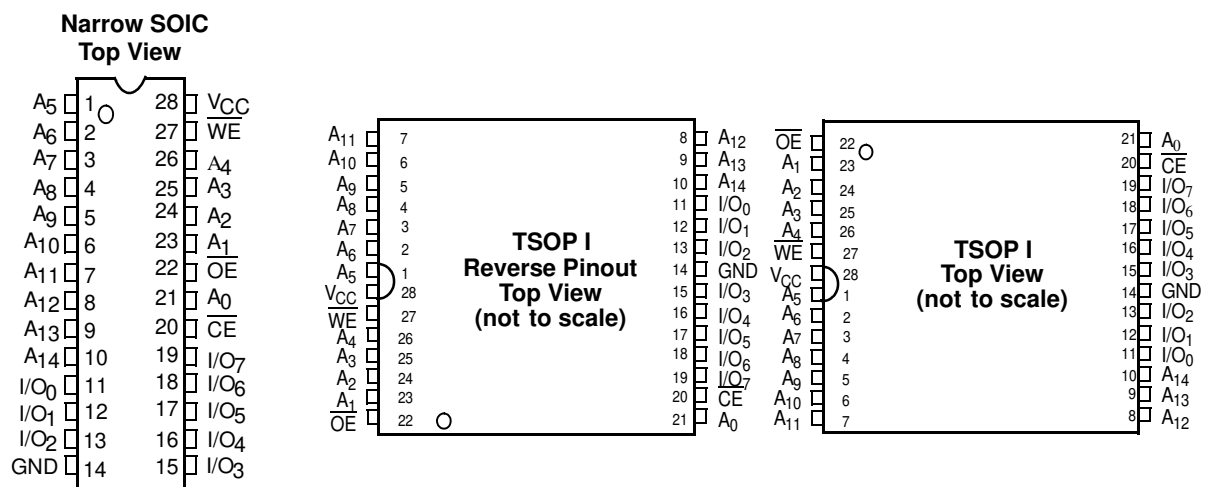 Narrow SOIC
Top View
A5 1 28 VCC
A6 2 27 WE
A7 3 26 A4
A8 4 25 A3
A9 5 24 A2
A10 6 23 A1
A11 7 22 OE
A12 8 21 A0
A13 9 20 CE
A14 10 19 I/O7
I/O0 11 18 I/O6
I/O1 12 17 I/O5
I/O2 13 16 I/O4
GND 14 15 I/O3
A11 7 8 A12
A10 6 9 A13
A9 5 10 A14
A8 4 11 I/O0
A7 3 12 I/O1
A6 2 13 I/O2
A5 1 14 GND
VCC 28 15 I/O3
WE 27 16 I/O4
A4 26 17 I/O5
A3 25 18 I/O6
A2 24 19 I/O7
A1 23 20 CE
OE 22 21 A0
TSOP I
Reverse Pinout
Top View
(not to scale)
OE 22 21 A0
A1 23 20 CE
A2 24 19 I/O7
A3 25 18 I/O6
A4 26 17 I/O5
WE 27 16 I/O4
VCC 28 15 I/O3
A5 1 14 GND
A6 2 13 I/O2
A7 3 12 I/O1
A8 4 11 I/O0
A9 5 10 A14
A10 6 9 A13
A11 7 8 A12
TSOP I
Top View
(not to scale)